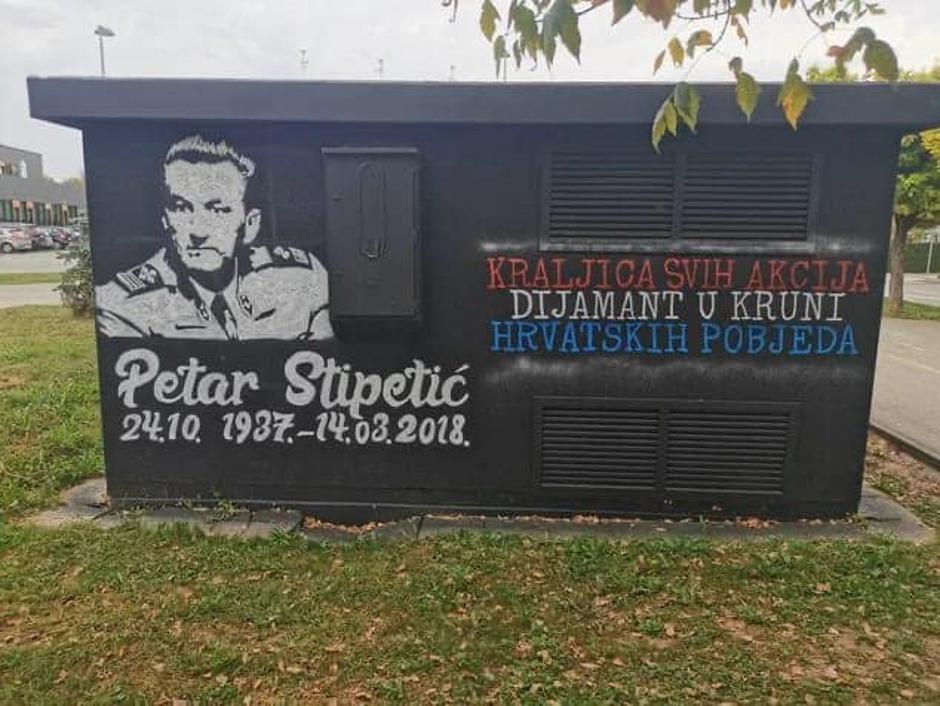 Petar Stipetić
24.10. 1937.-14.03.2018.
KRALJICA SVIH AKCIJA
DIJAMANT U KRUNI
HRVATSKIH POBJEDA